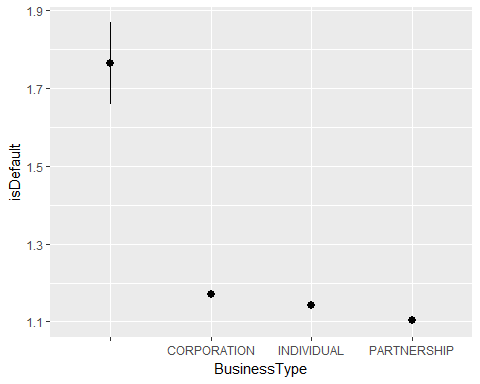 1.9
1.7
1.5
1.3
1.1
isDefault
CORPORATION INDIVIDUAL PARTNERSHIP
BusinessType